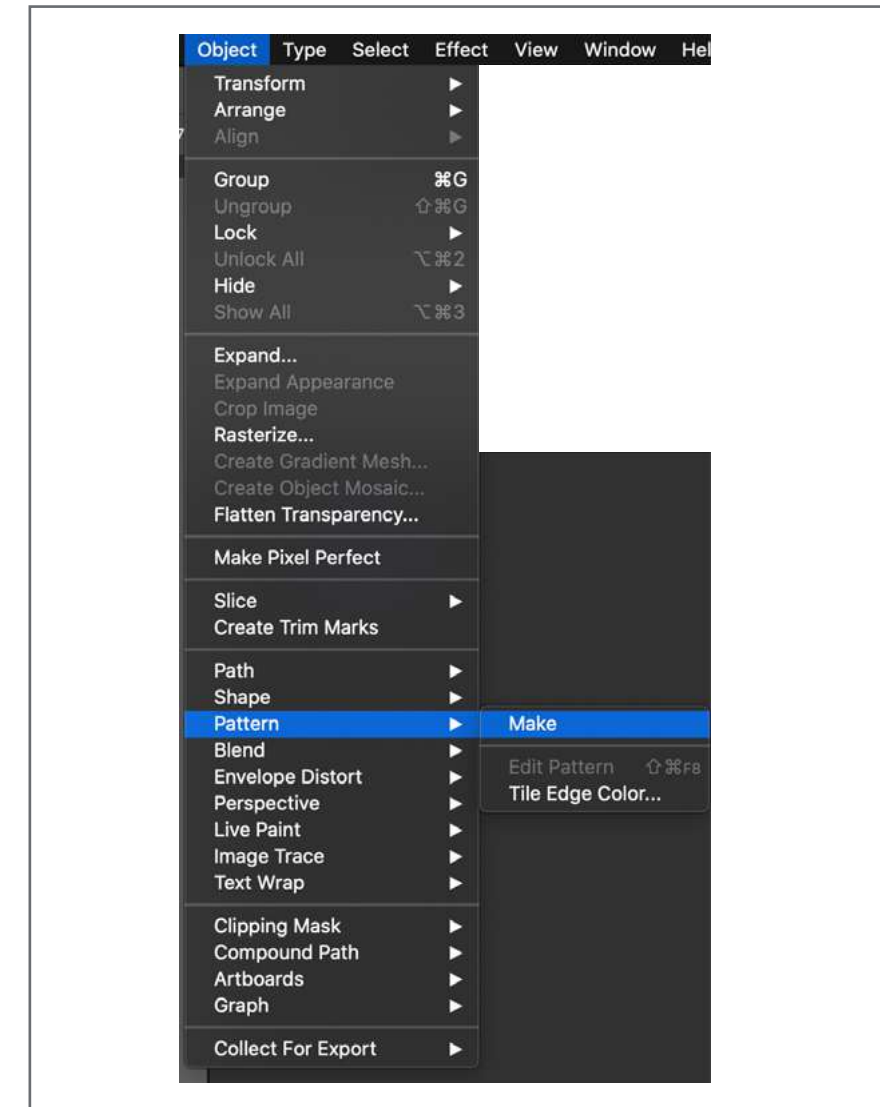 Object Type Select Effect View Window Hel
Transform ▶
Arrange ▶
7
Align ▶
Group ⌘G
Ungroup ⇧⌘G
Lock ▶
Unlock All ⌥⌘2
Hide ▶
Show All ⌥⌘3
Expand...
Expand Appearance
Crop Image
Rasterize...
Create Gradient Mesh...
Create Object Mosaic...
Flatten Transparency...
Make Pixel Perfect
Slice ▶
Create Trim Marks
Path ▶
Shape ▶
Pattern ▶
Blend ▶
Envelope Distort ▶
Perspective ▶
Live Paint ▶
Image Trace ▶
Text Wrap ▶
Clipping Mask ▶
Compound Path ▶
Artboards ▶
Graph ▶
Collect For Export ▶
Make
Edit Pattern ⇧⌘F8
Tile Edge Color...